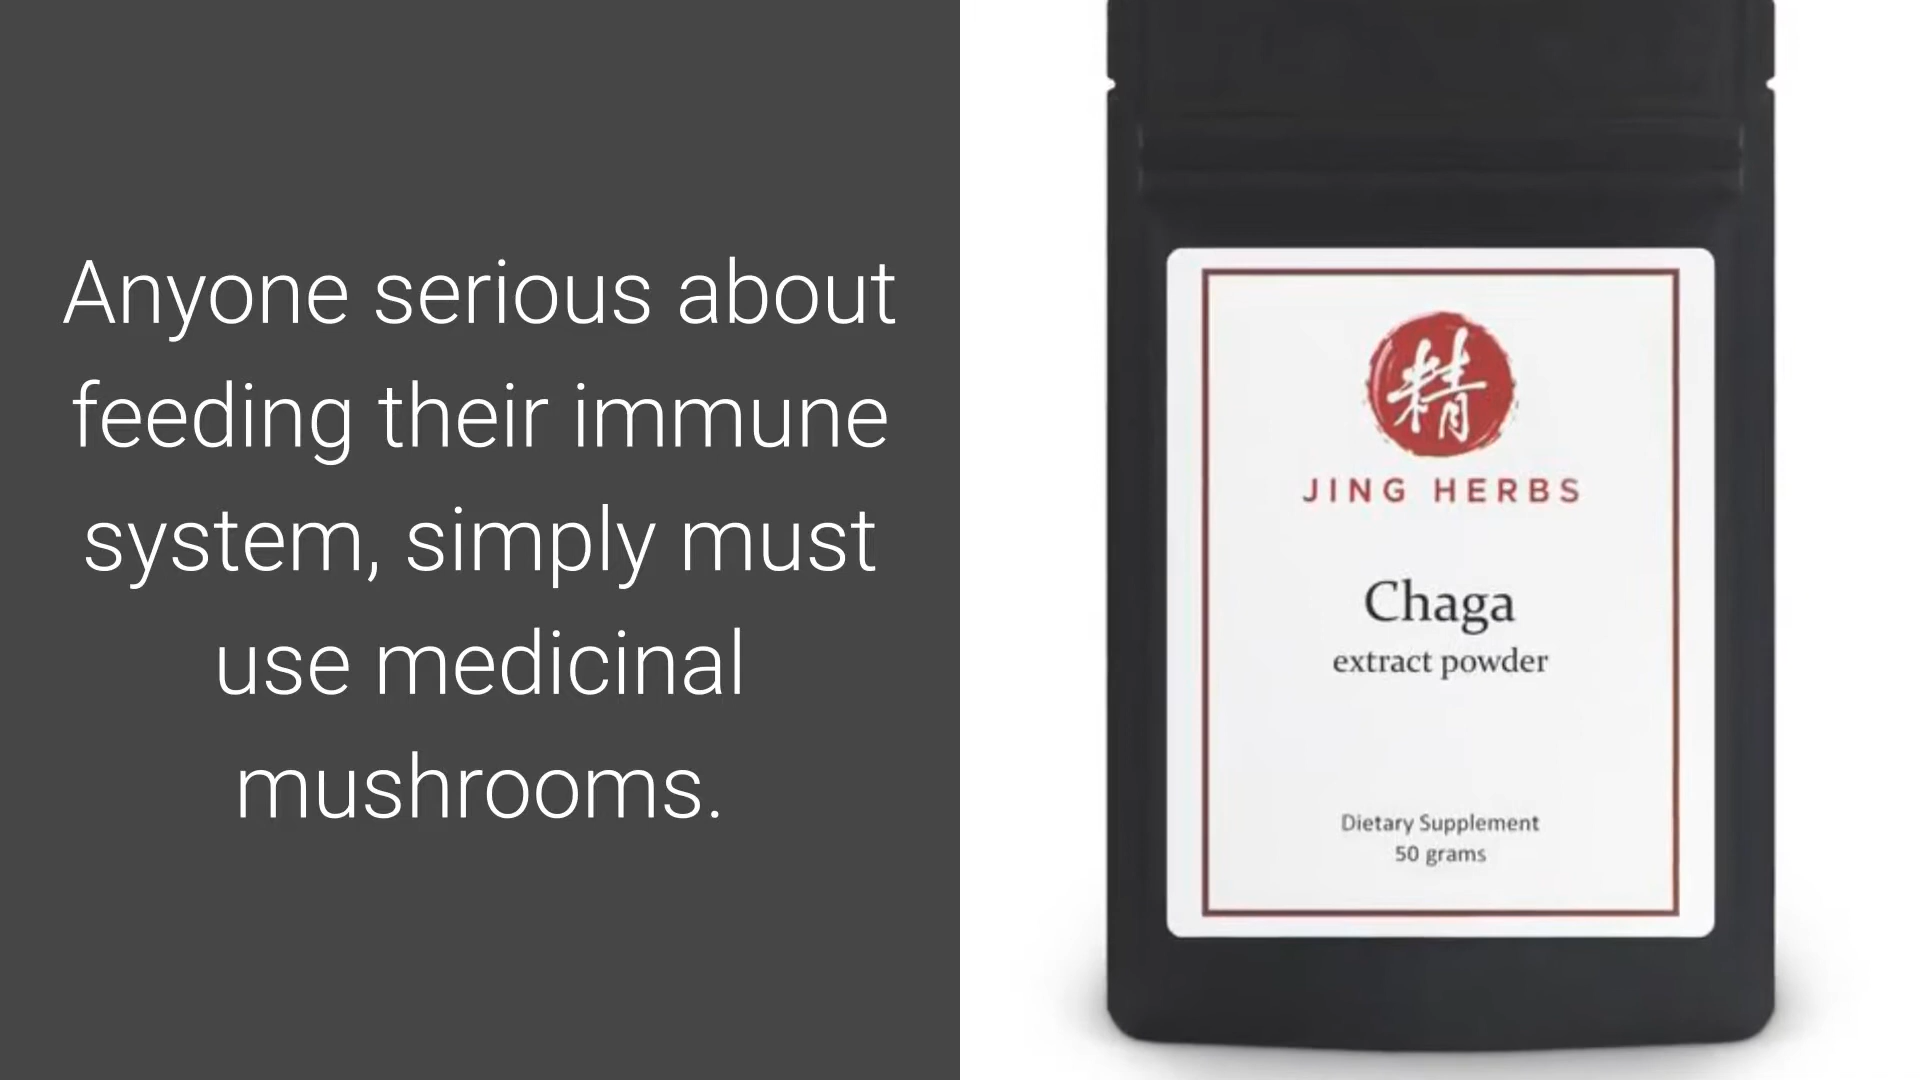 Anyone serious about
feeding their immune
system, simply must
use medicinal
mushrooms.
精
JING HERBS
Chaga
extract powder
Dietary Supplement
50 grams